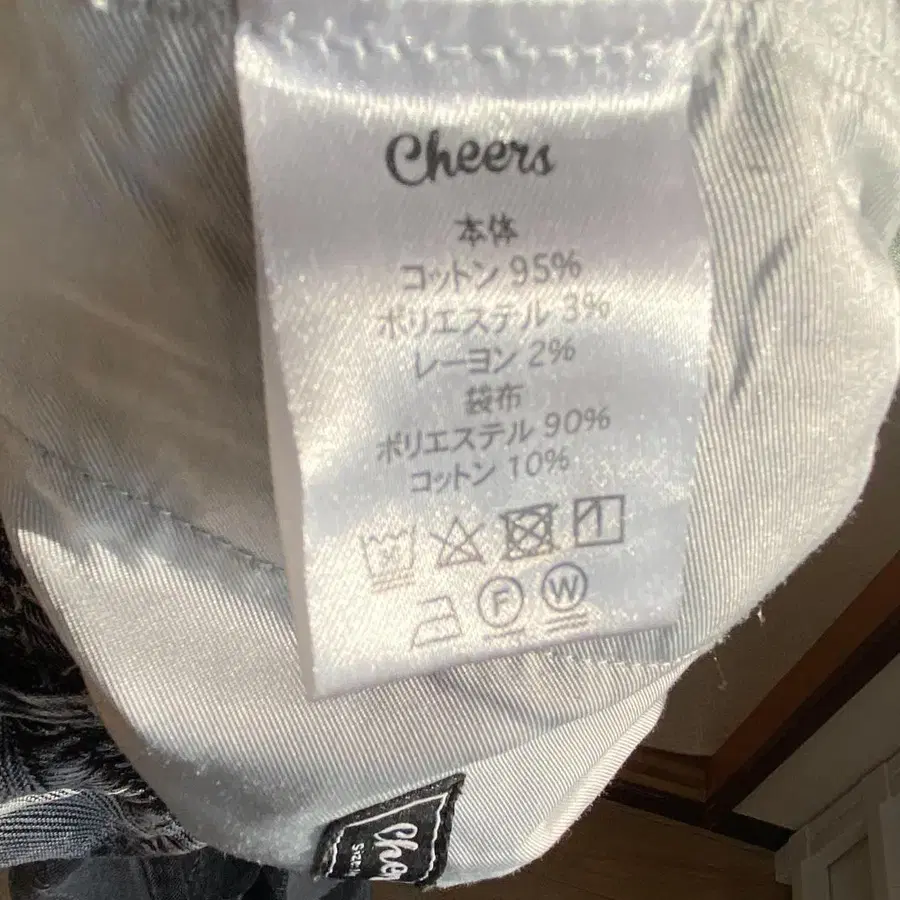 Cheers
本体
コットン 95%
ポリエステル 3%
レーヨン 2%
袋布
ポリエステル 90%
コットン 10%
F W